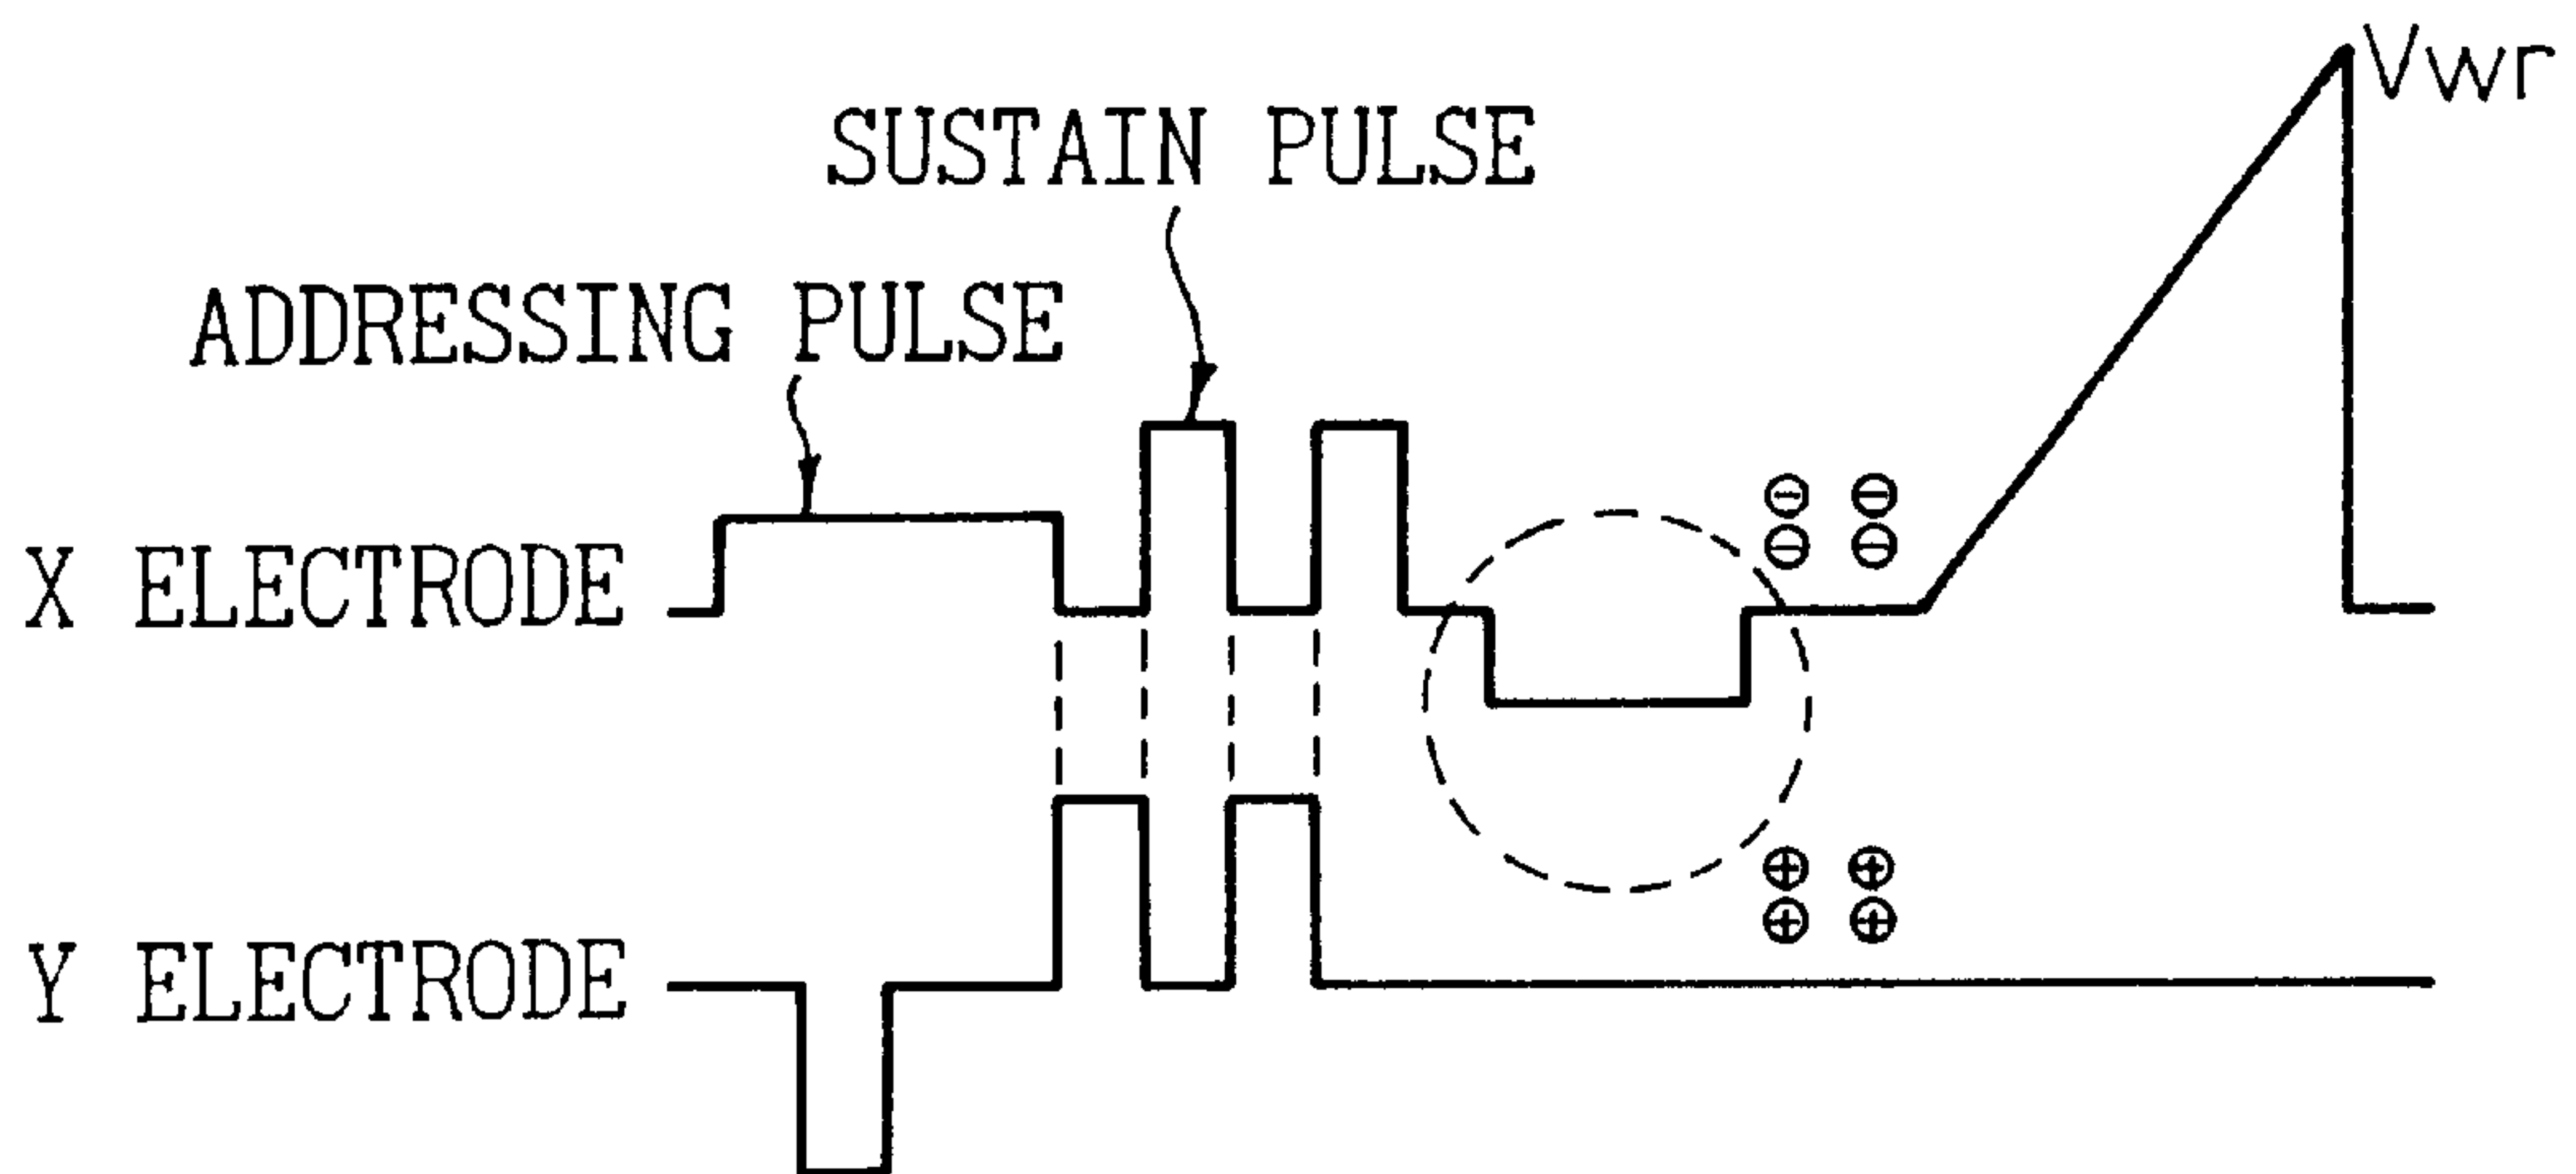 Vwr
SUSTAIN PULSE
ADDRESSING PULSE
X ELECTRODE
Y ELECTRODE